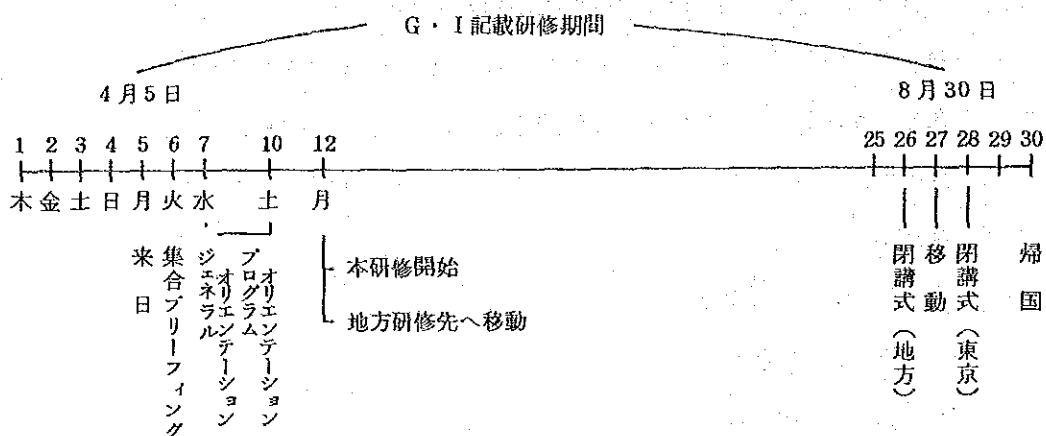 G・I記載研修期間
4月5日
8月30日
1 2 3 4 5 6 7 10 12 25 26 27 28 29 30
木 金 土 日 月 火 水 土 月
来日
集合ブリーフィング
ジェネラル
オリエンテーション
プログラム
オリエンテーション
本研修開始
地方研修先へ移動
閉講式(地方)
移動
閉講式(東京)
帰国